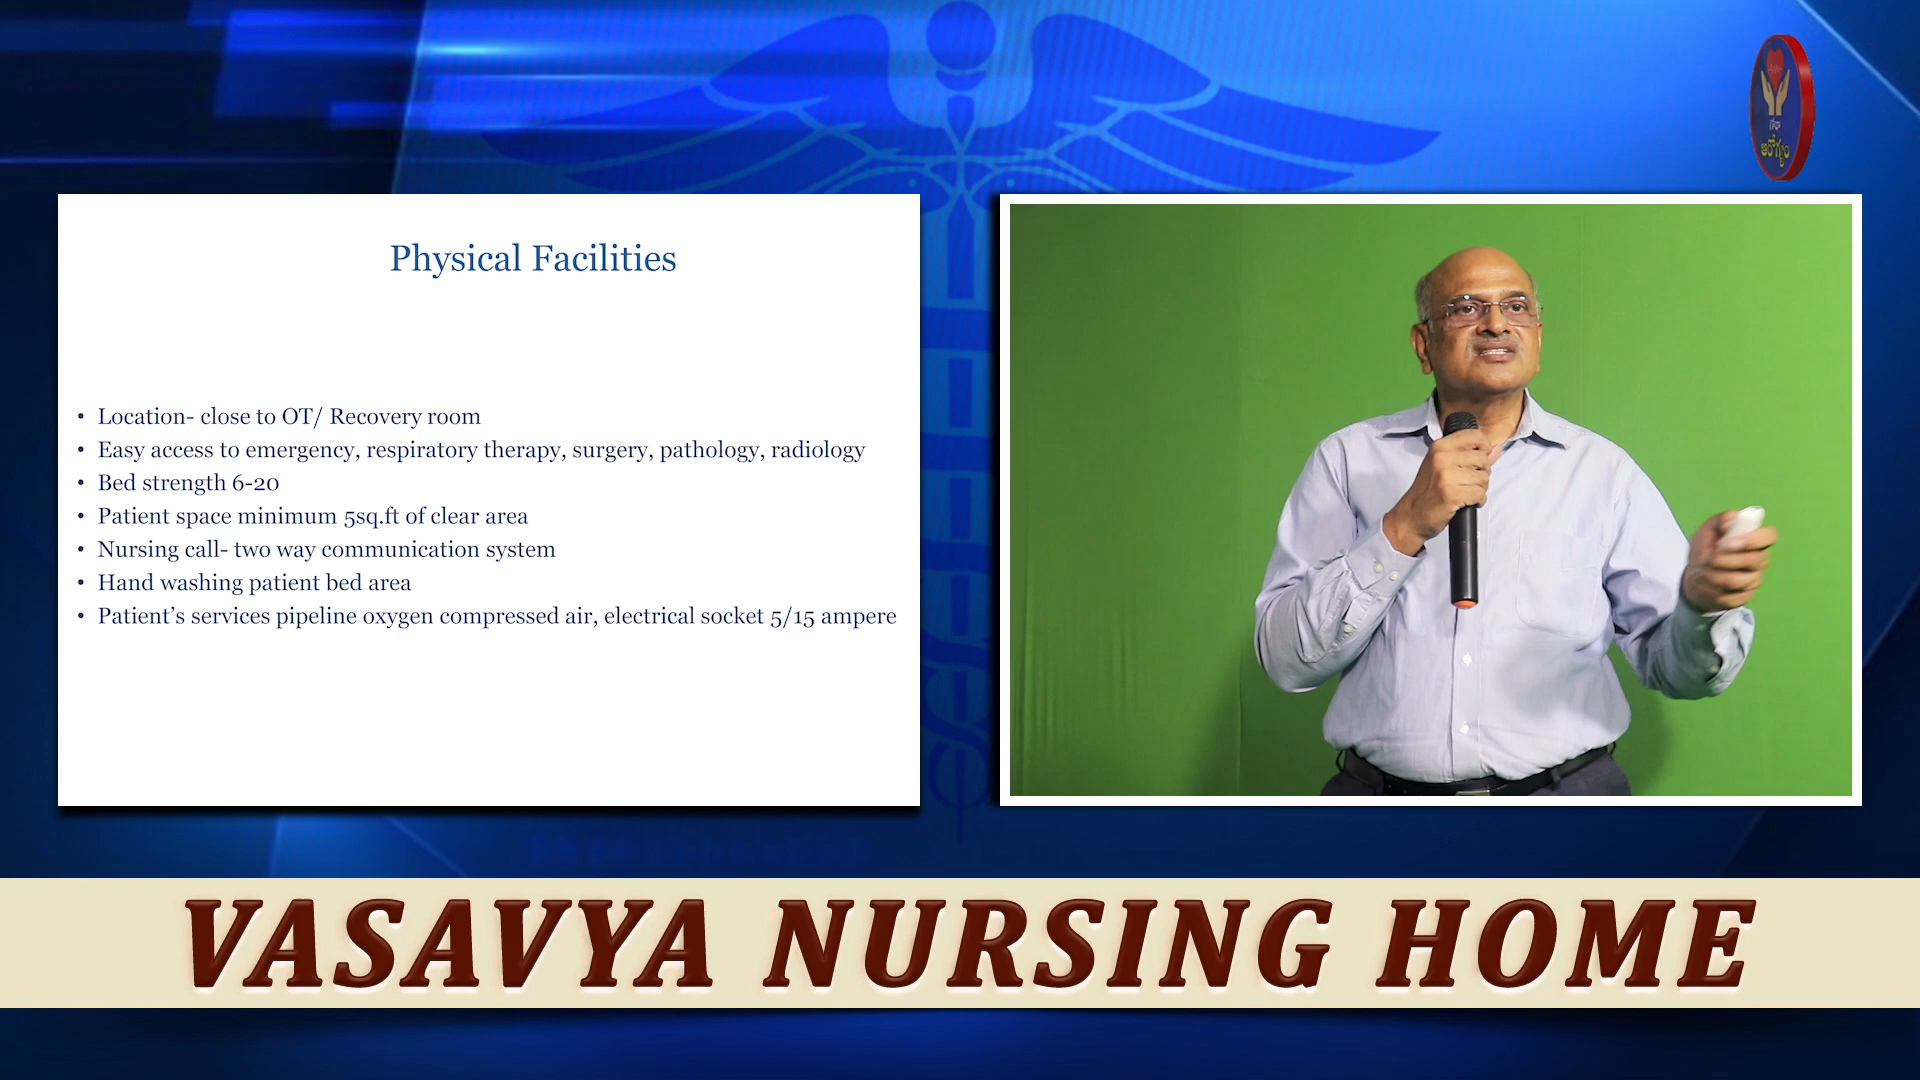 గోరా
ఆరోగ్యం
Physical Facilities
• Location- close to OT/ Recovery room
• Easy access to emergency, respiratory therapy, surgery, pathology, radiology
• Bed strength 6-20
• Patient space minimum 5sq.ft of clear area
• Nursing call- two way communication system
• Hand washing patient bed area
• Patient’s services pipeline oxygen compressed air, electrical socket 5/15 ampere
VASAVYA NURSING HOME